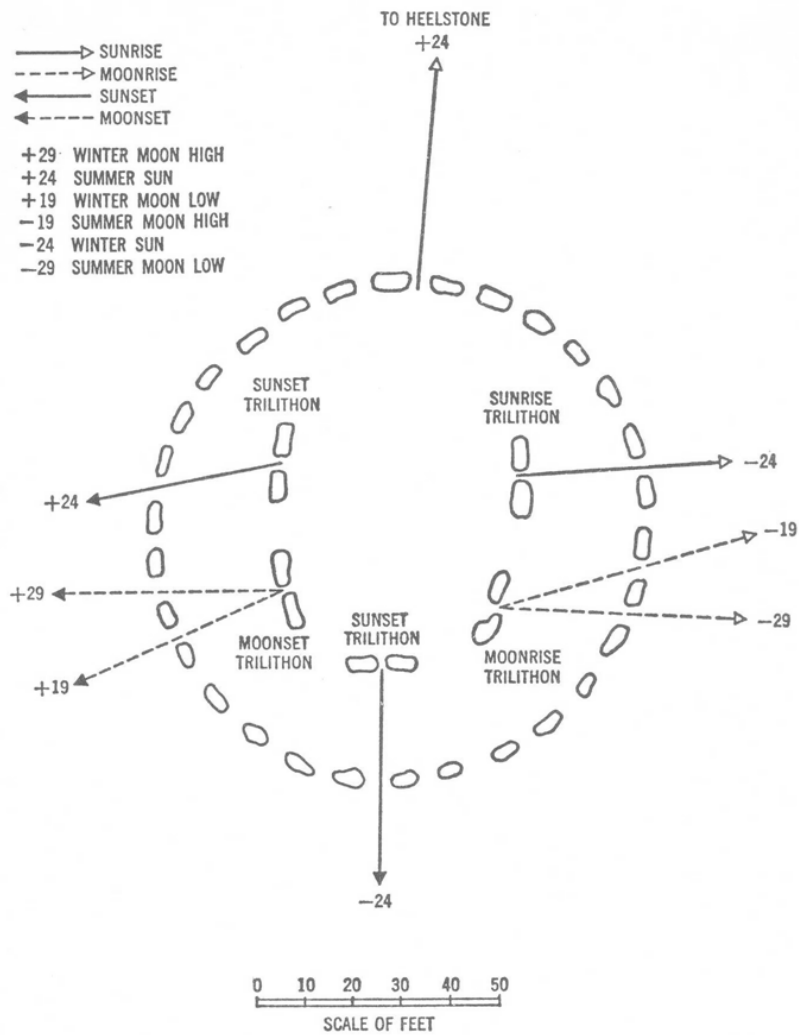 TO HEELSTONE
+24
SUNRISE
MOONRISE
SUNSET
MOONSET
+29 WINTER MOON HIGH
+24 SUMMER SUN
+19 WINTER MOON LOW
−19 SUMMER MOON HIGH
−24 WINTER SUN
−29 SUMMER MOON LOW
SUNSET
TRILITHON
SUNRISE
TRILITHON
−24
+24
−19
+29
−29
MOONSET
TRILITHON
SUNSET
TRILITHON
MOONRISE
TRILITHON
+19
−24
0 10 20 30 40 50
SCALE OF FEET